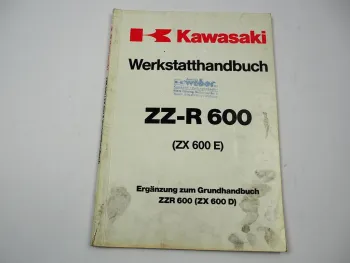 Kawasaki
Werkstatthandbuch
weber
ZZ-R 600
(ZX 600 E)
Ergänzung zum Grundhandbuch
ZZR 600 (ZX 600 D)